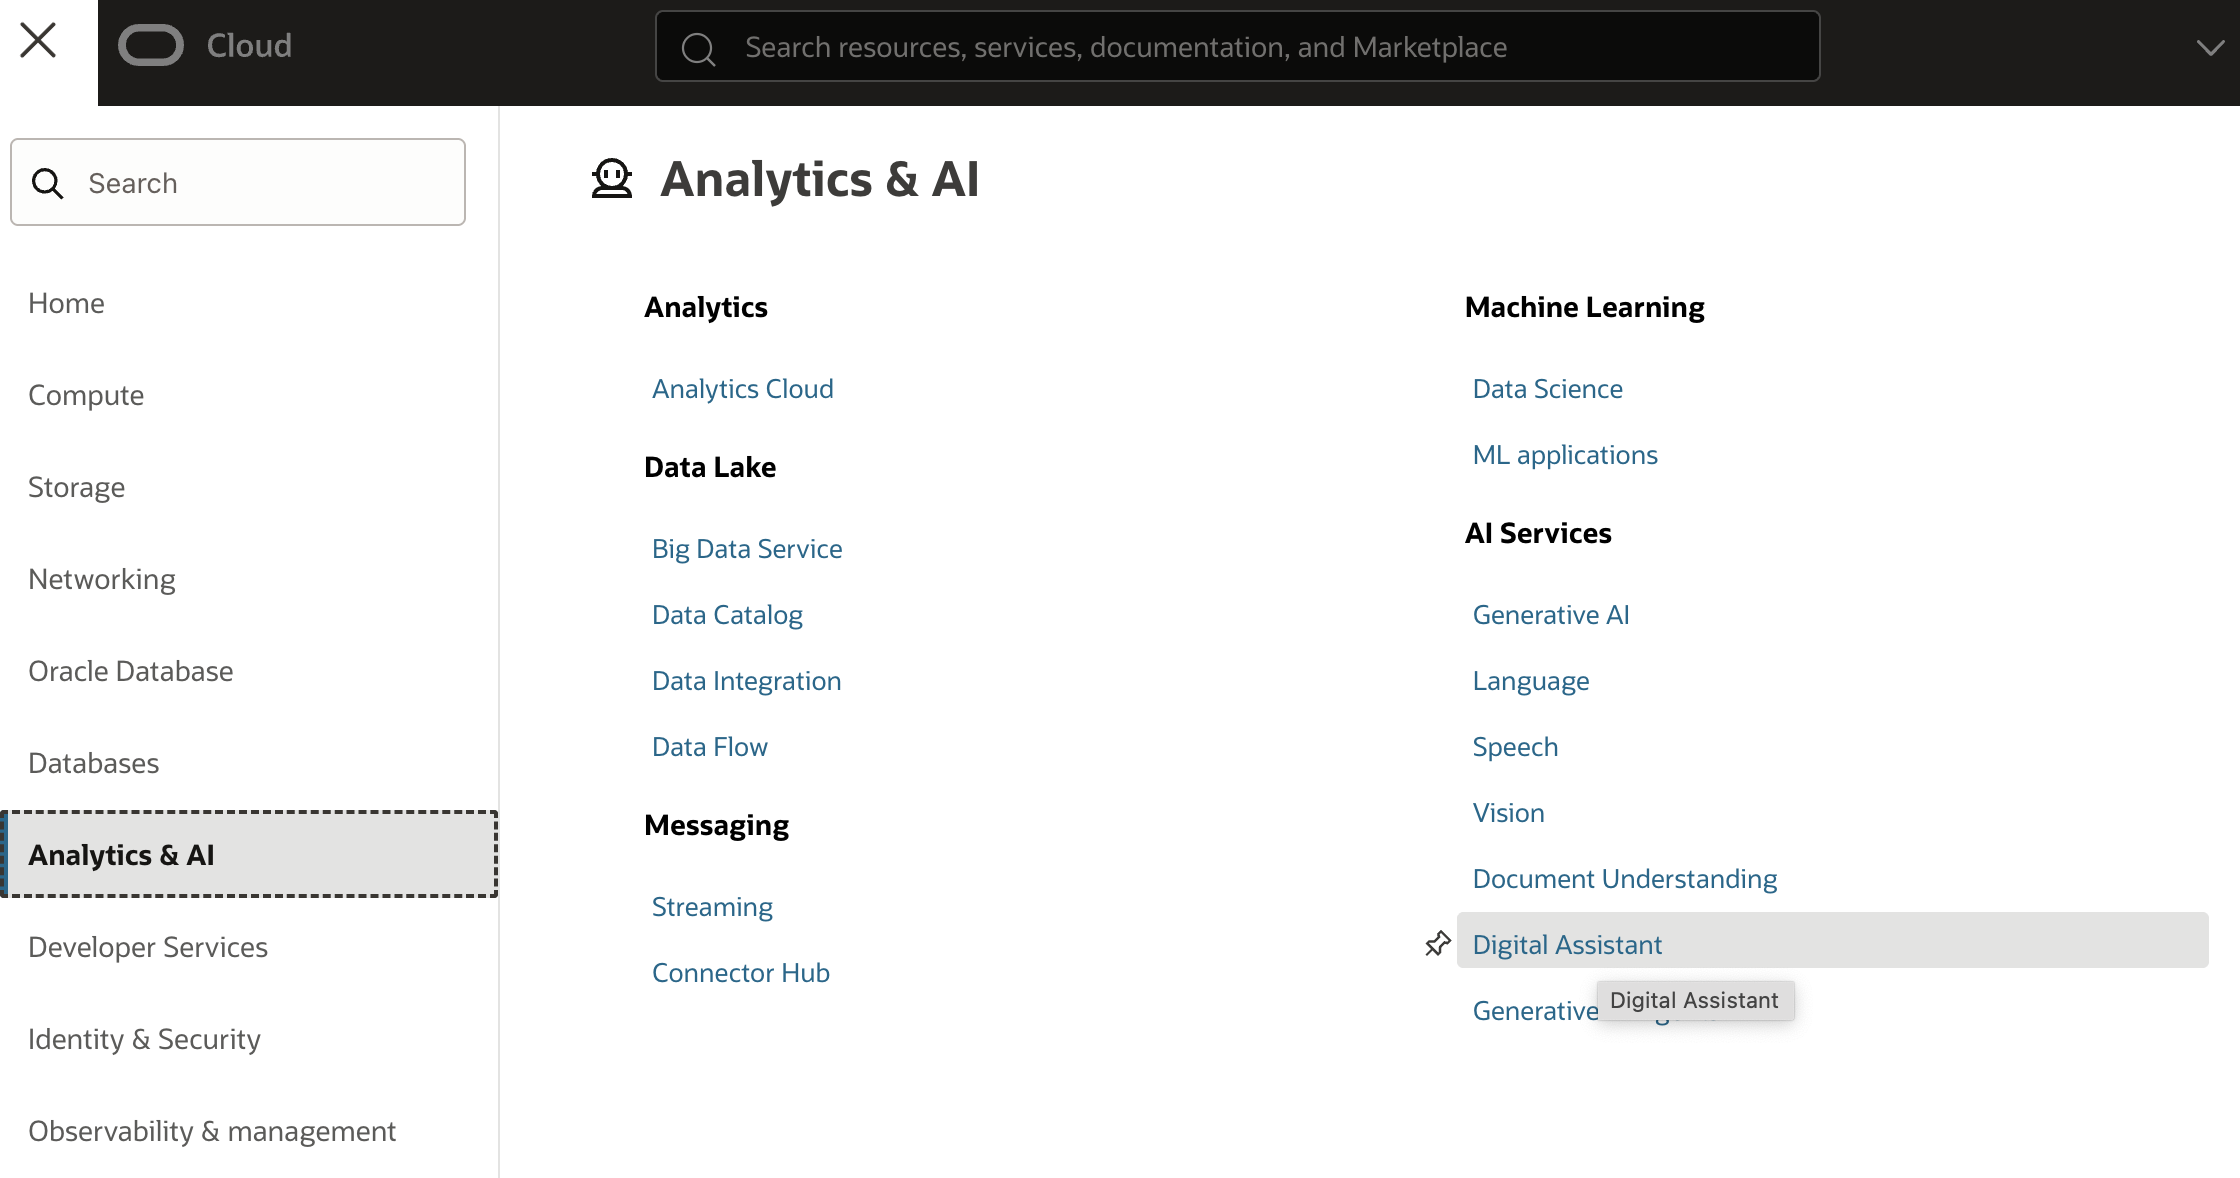 Cloud
Search resources, services, documentation, and Marketplace
Search
Home
Compute
Storage
Networking
Oracle Database
Databases
Analytics & AI
Developer Services
Identity & Security
Observability & management
Analytics & AI
Analytics
Analytics Cloud
Data Lake
Big Data Service
Data Catalog
Data Integration
Data Flow
Messaging
Streaming
Connector Hub
Machine Learning
Data Science
ML applications
AI Services
Generative AI
Language
Speech
Vision
Document Understanding
Digital Assistant
Digital Assistant
Generative